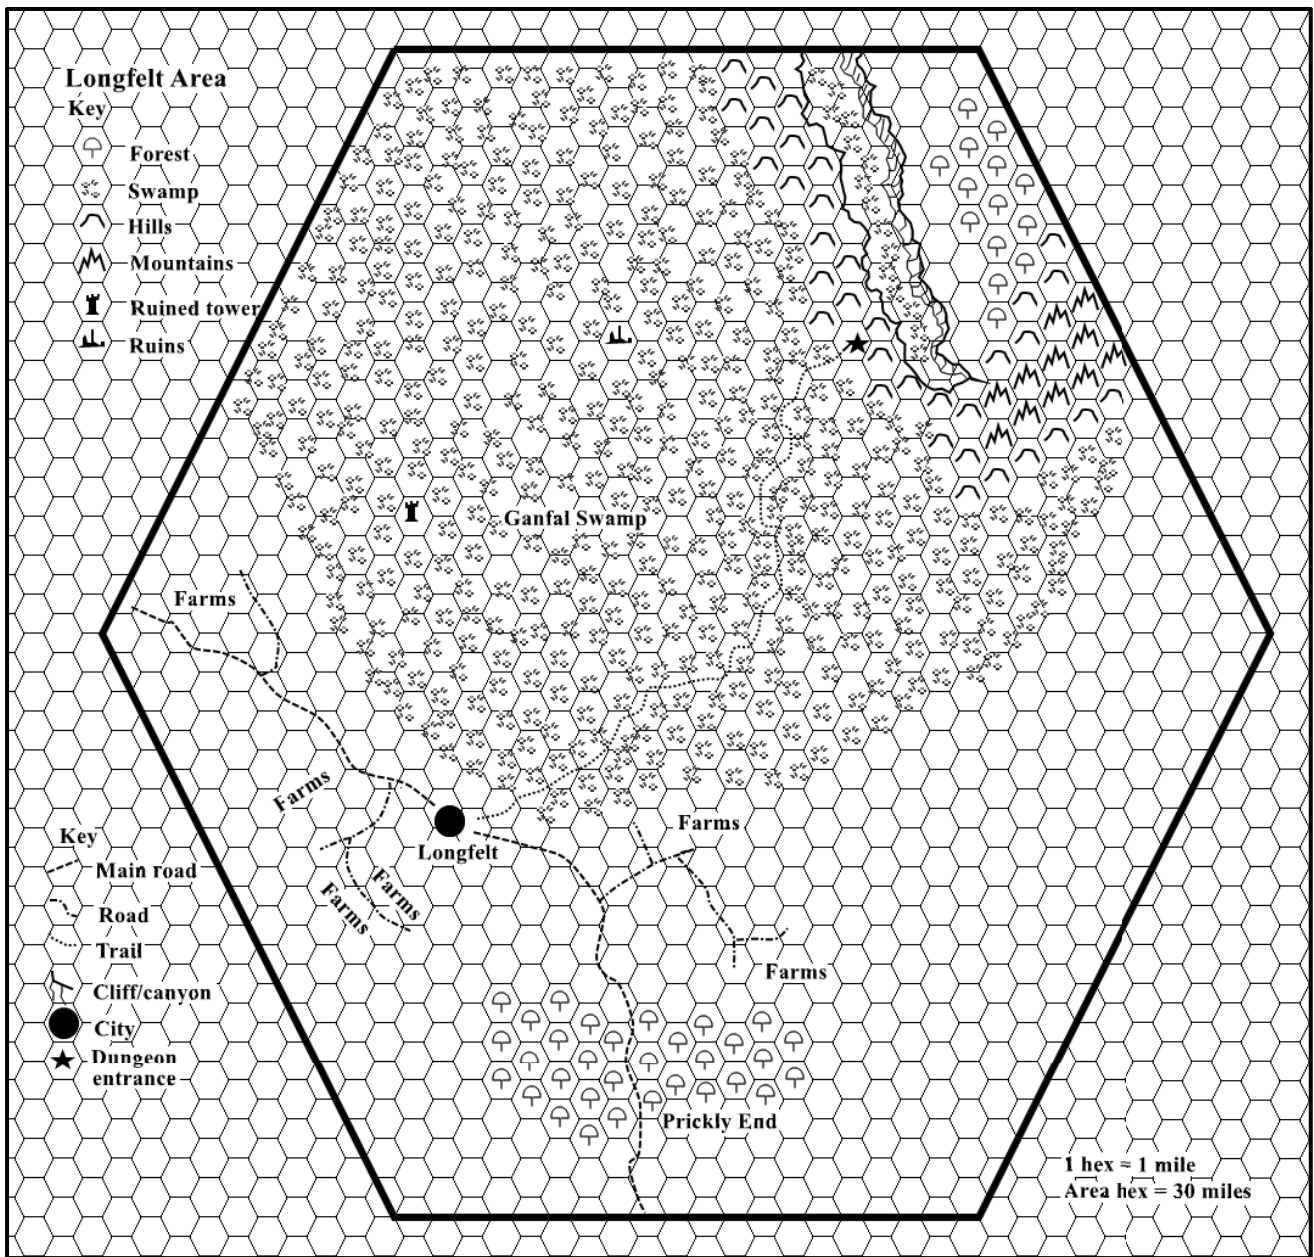 Longfelt Area
Key
Forest
Swamp
Hills
Mountains
Ruined tower
Ruins
Ganfal Swamp
Farms
Farms
Longfelt
Farms
Farms
Farms
Farms
Key
Main road
Road
Trail
Cliff/canyon
City
Dungeon
entrance
Prickly End
1 hex = 1 mile
Area hex = 30 miles